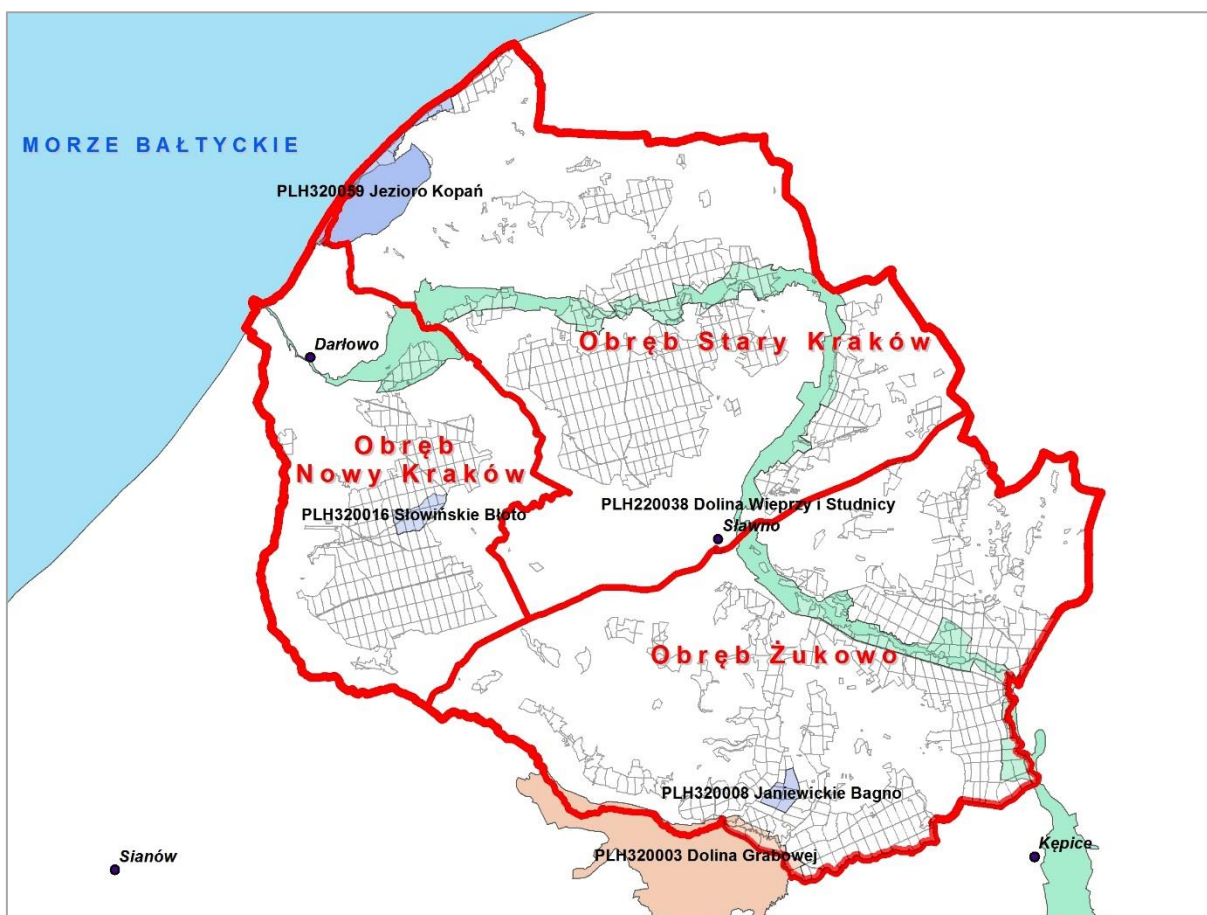 MORZE BAŁTYCKIE
PLH320059 Jezioro Kopań
Darłowo
Obręb Stary Kraków
Obręb
Nowy Kraków
PLH320016 Słowińskie Błoto
PLH220038 Dolina Wieprzy i Studnicy
Sławno
Obręb Żukowo
PLH320008 Janiewickie Bagno
PLH320003 Dolina Grabowej
Sianów
Kępice